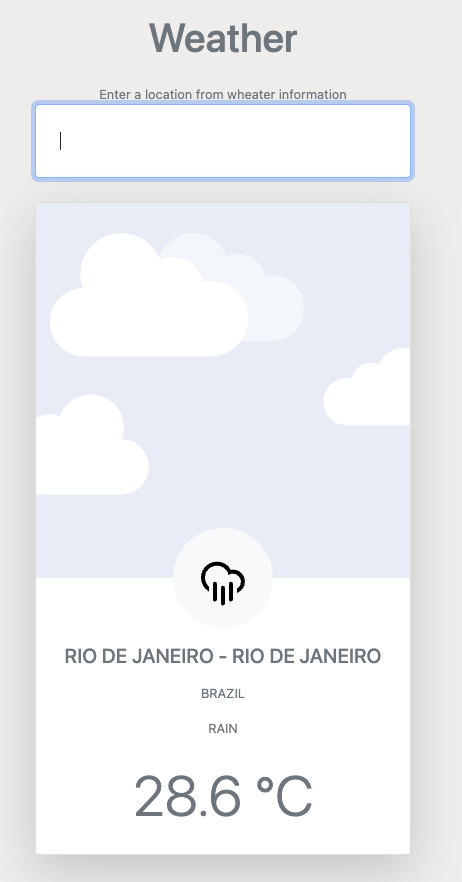 Weather
Enter a location from wheater information
RIO DE JANEIRO - RIO DE JANEIRO
BRAZIL
RAIN
28.6 °C